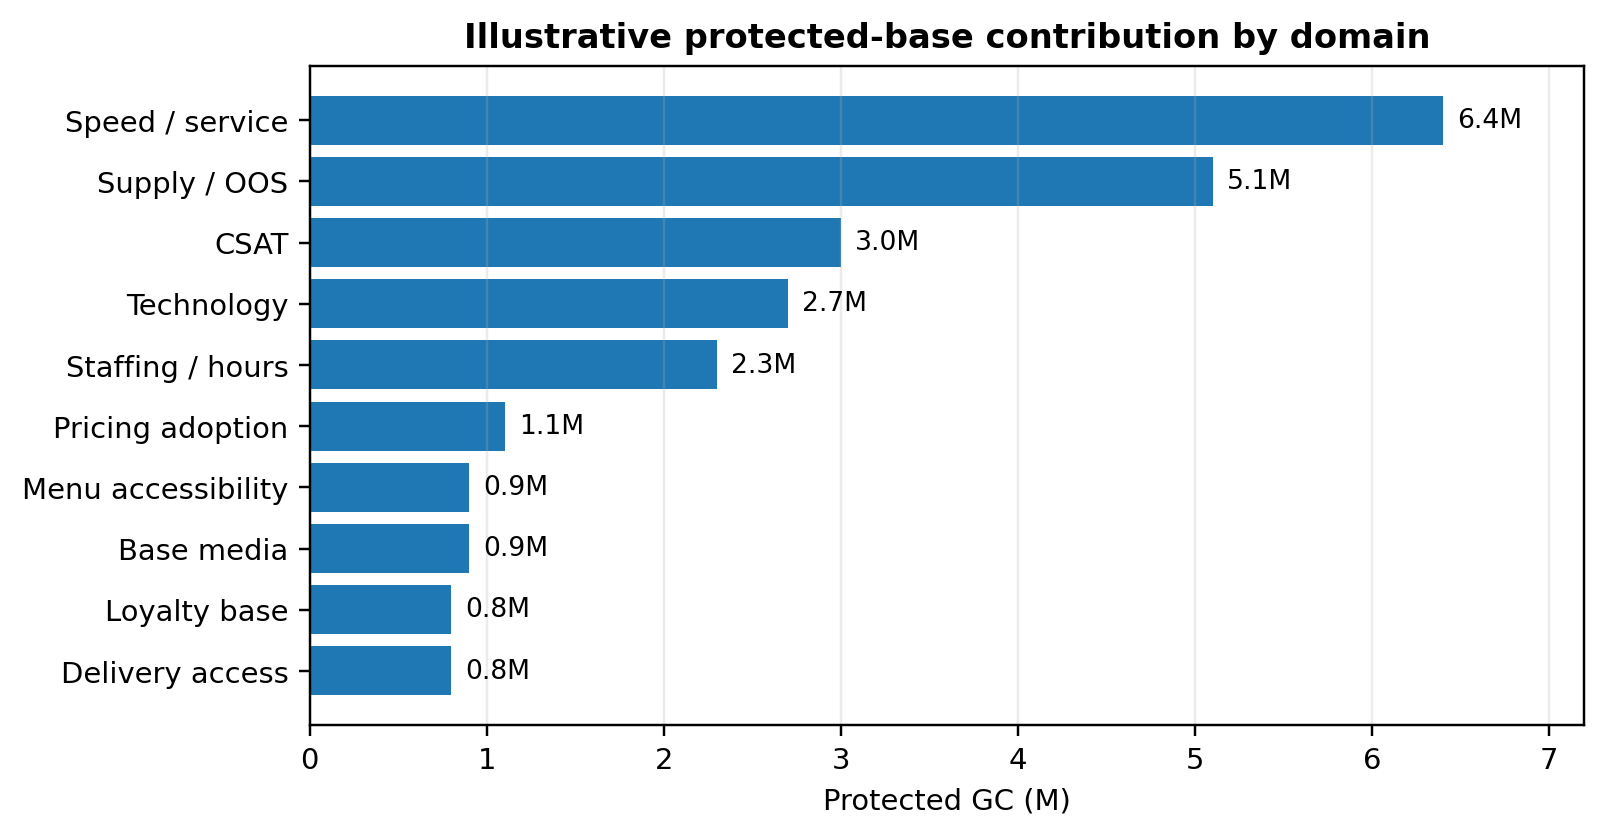 Illustrative protected-base contribution by domain
Speed / service 6.4M
Supply / OOS 5.1M
CSAT 3.0M
Technology 2.7M
Staffing / hours 2.3M
Pricing adoption 1.1M
Menu accessibility 0.9M
Base media 0.9M
Loyalty base 0.8M
Delivery access 0.8M
0 1 2 3 4 5 6 7
Protected GC (M)